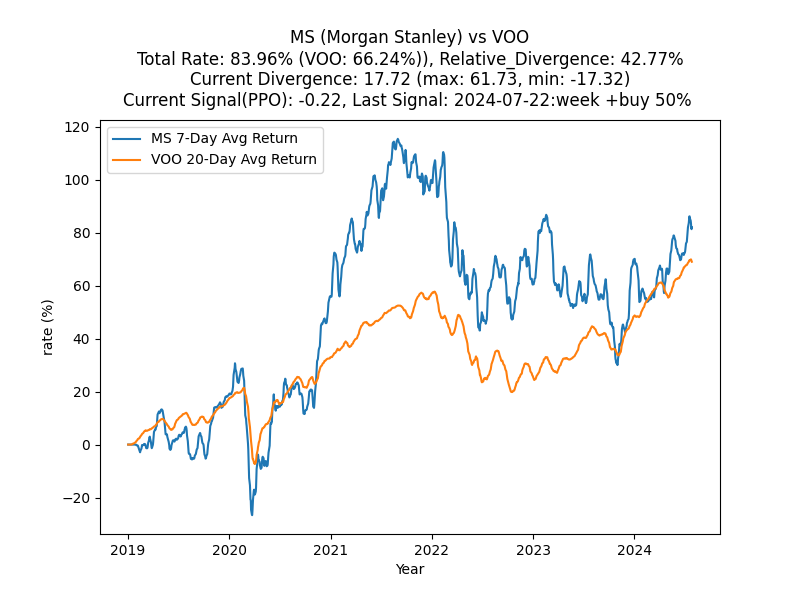 MS (Morgan Stanley) vs VOO
Total Rate: 83.96% (VOO: 66.24%)), Relative_Divergence: 42.77%
Current Divergence: 17.72 (max: 61.73, min: -17.32)
Current Signal(PPO): -0.22, Last Signal: 2024-07-22:week +buy 50%
MS 7-Day Avg Return
VOO 20-Day Avg Return
120
100
80
60
40
20
0
−20
rate (%)
2019 2020 2021 2022 2023 2024
Year